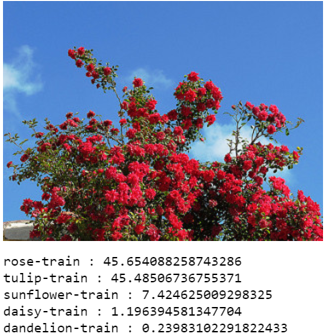 rose-train : 45.654088258743286
tulip-train : 45.48506736755371
sunflower-train : 7.424625009298325
daisy-train : 1.196394581347704
dandelion-train : 0.23983102291822433